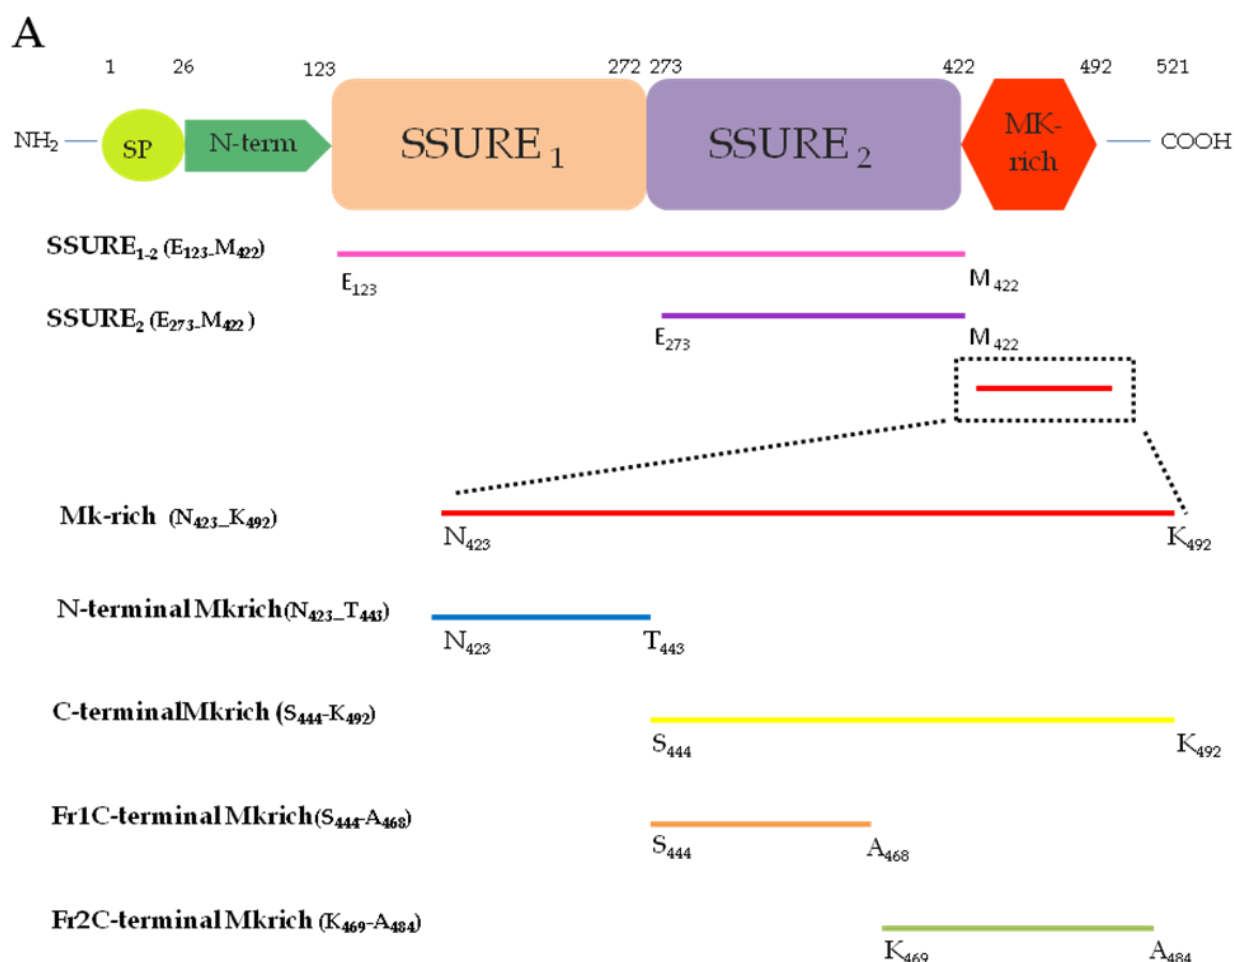 A
1 26 123 272 273 422 492 521
NH2 SP N-term SSURE 1 SSURE 2 MK-rich COOH
SSURE1-2 (E123-M422)
E123 M422
SSURE2 (E273-M422 )
E273 M422
Mk-rich (N423_K492)
N423 K492
N-terminal Mkrich(N423_T443)
N423 T443
C-terminalMkrich (S444-K492)
S444 K492
Fr1C-terminal Mkrich(S444-A468)
S444 A468
Fr2C-terminal Mkrich (K469-A484)
K469 A484